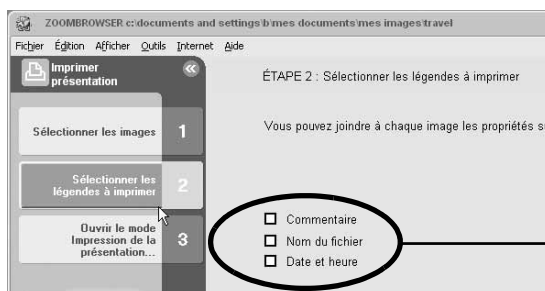 ZOOMBROWSER c:\documents and settings\b\mes documents\mes images\travel
Fichier Édition Afficher Outils Internet Aide
Imprimer
présentation
Sélectionner les images 1
Sélectionner les
légendes à imprimer 2
Ouvrir le mode
Impression de la
présentation... 3
ÉTAPE 2 : Sélectionner les légendes à imprimer
Vous pouvez joindre à chaque image les propriétés
Commentaire
Nom du fichier
Date et heure